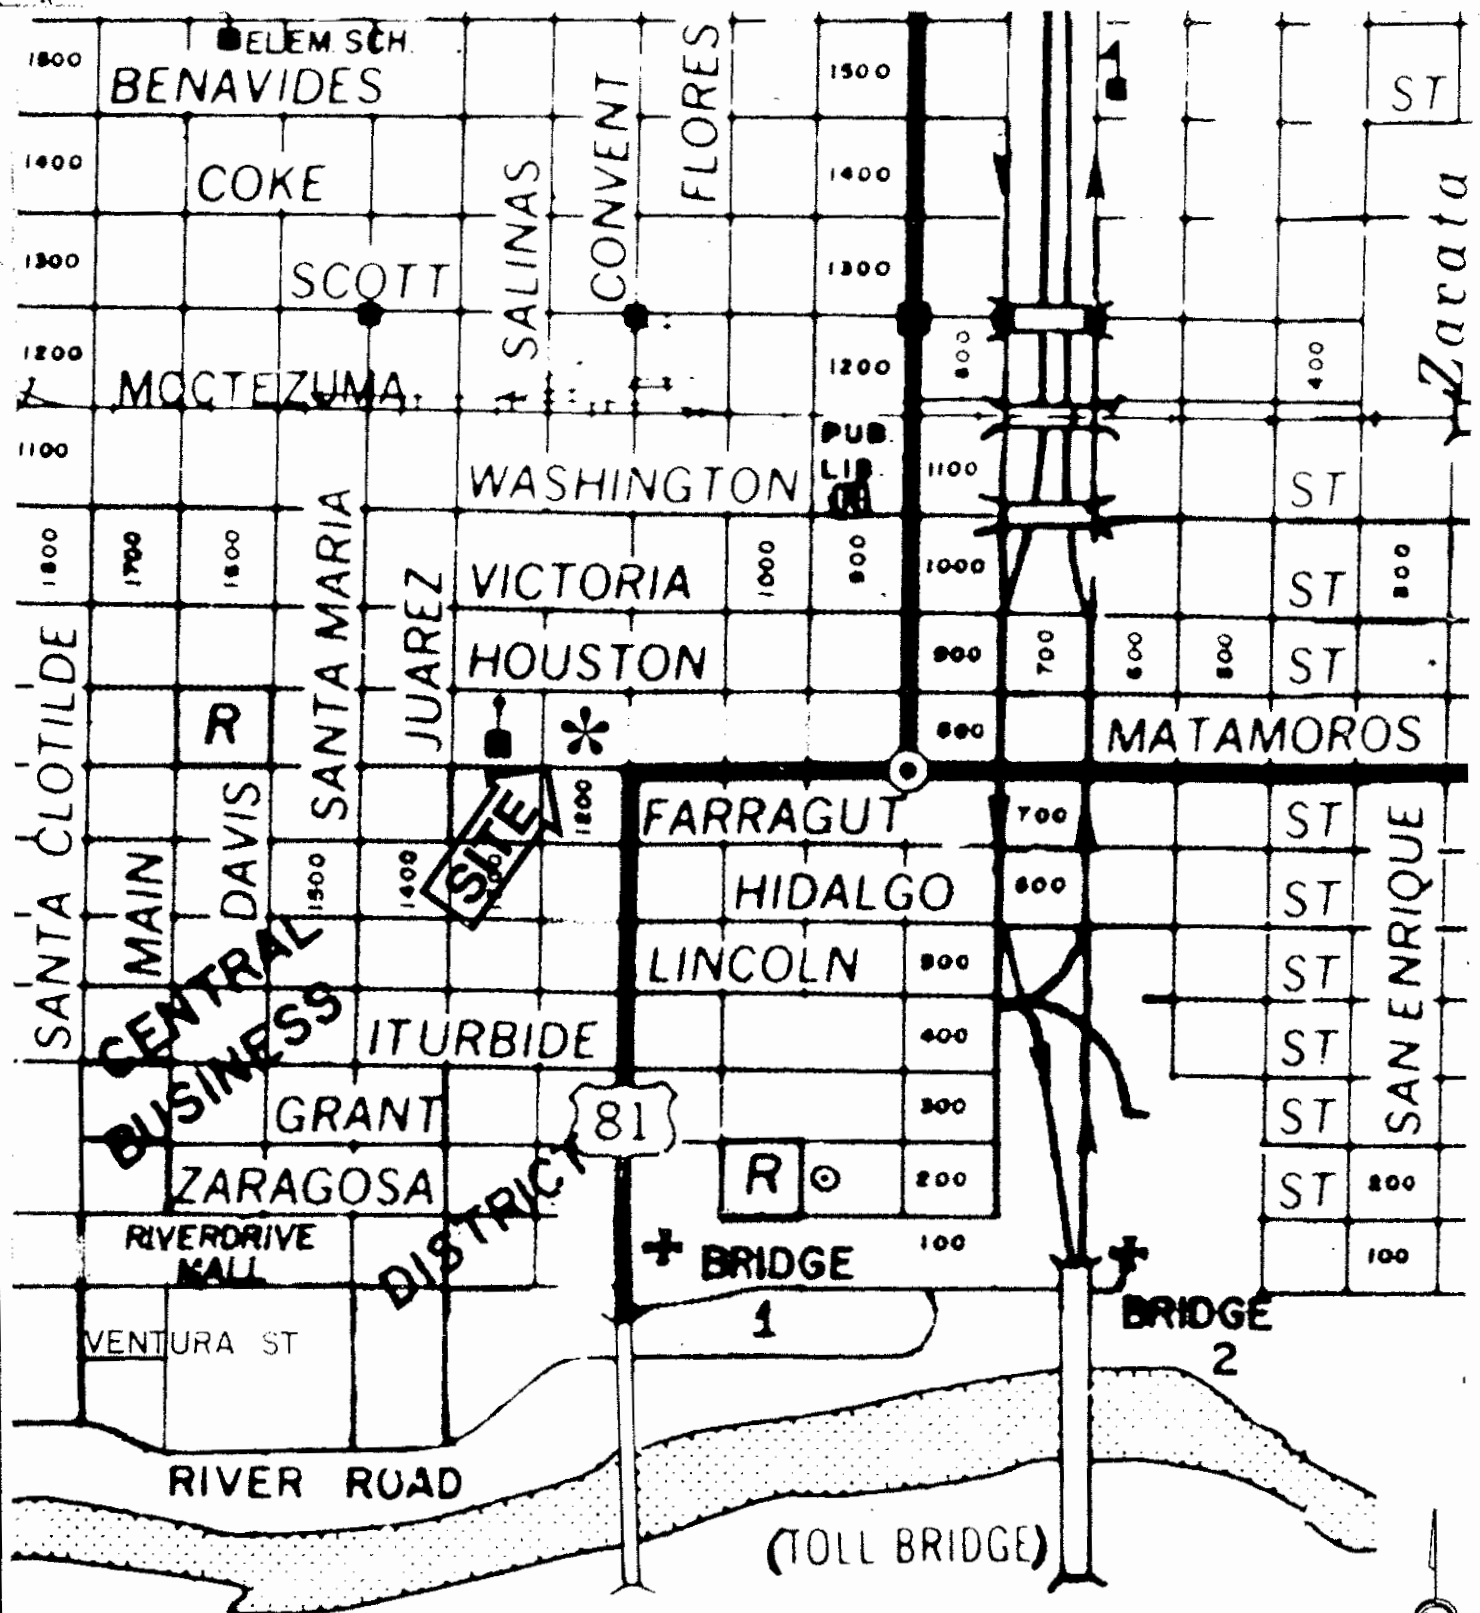 ELEM. SCH.
1500
BENAVIDES
FLORES
1500
ST
CONVENT
1400
COKE
SALINAS
1400
Zarata
1300
SCOTT
1300
1200
MOCTEZUMA
1200
800
400
1100
PUB.
LIB.
WASHINGTON
1100
ST
SANTA MARIA
1800
1700
1600
VICTORIA
1000
900
1000
ST
300
JUAREZ
SANTA CLOTILDE
HOUSTON
900
700
600
500
ST
R
800
MATAMOROS
DAVIS
SITE
1200
FARRAGUT
700
ST
SAN ENRIQUE
MAIN
1500
1400
HIDALGO
600
ST
LINCOLN
500
ST
CENTRAL
BUSINESS
DISTRICT
ITURBIDE
400
ST
GRANT
81
300
ST
ZARAGOSA
R
200
ST
200
RIVERDRIVE
MALL
BRIDGE
1
100
100
BRIDGE
2
VENTURA ST
RIVER ROAD
(TOLL BRIDGE)